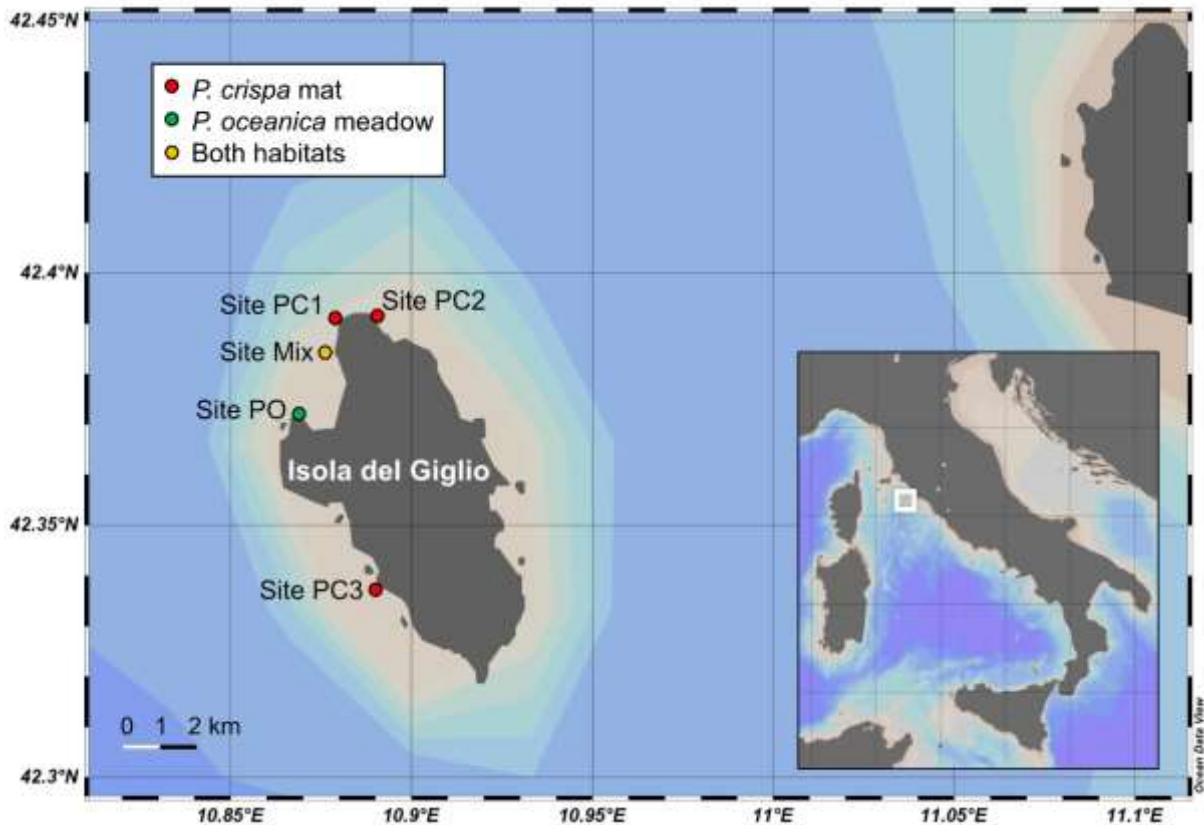 42.45°N
P. crispa mat
P. oceanica meadow
Both habitats
42.4°N
Site PC1
Site PC2
Site Mix
Site PO
Isola del Giglio
42.35°N
Site PC3
0 1 2 km
42.3°N
10.85°E
10.9°E
10.95°E
11°E
11.05°E
11.1°E
Ocean Data View